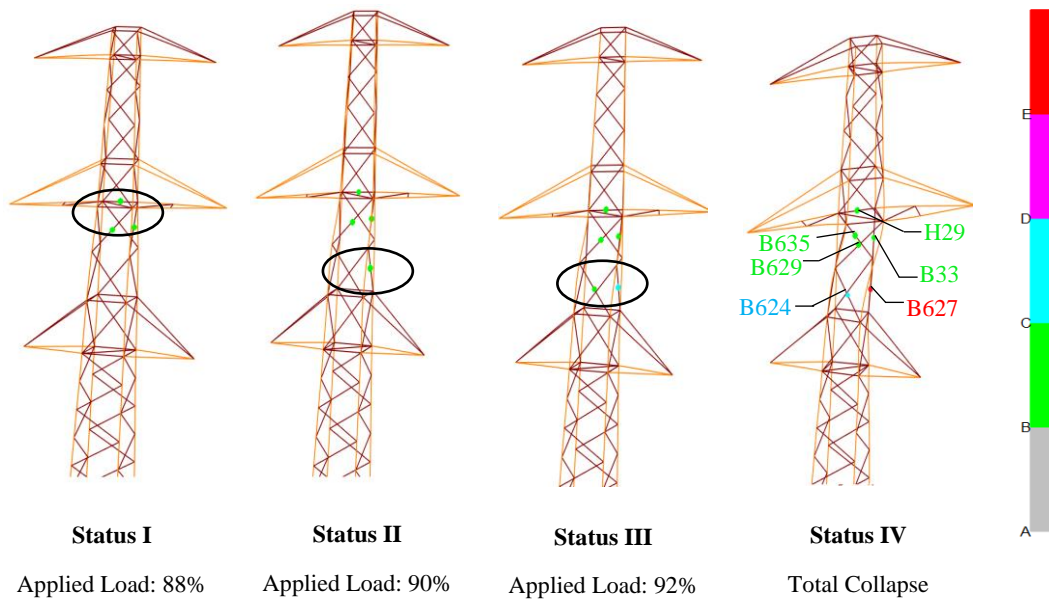 E
D
C
B
A
H29
B635
B629
B33
B624
B627
Status I
Status II
Status III
Status IV
Applied Load: 88%
Applied Load: 90%
Applied Load: 92%
Total Collapse